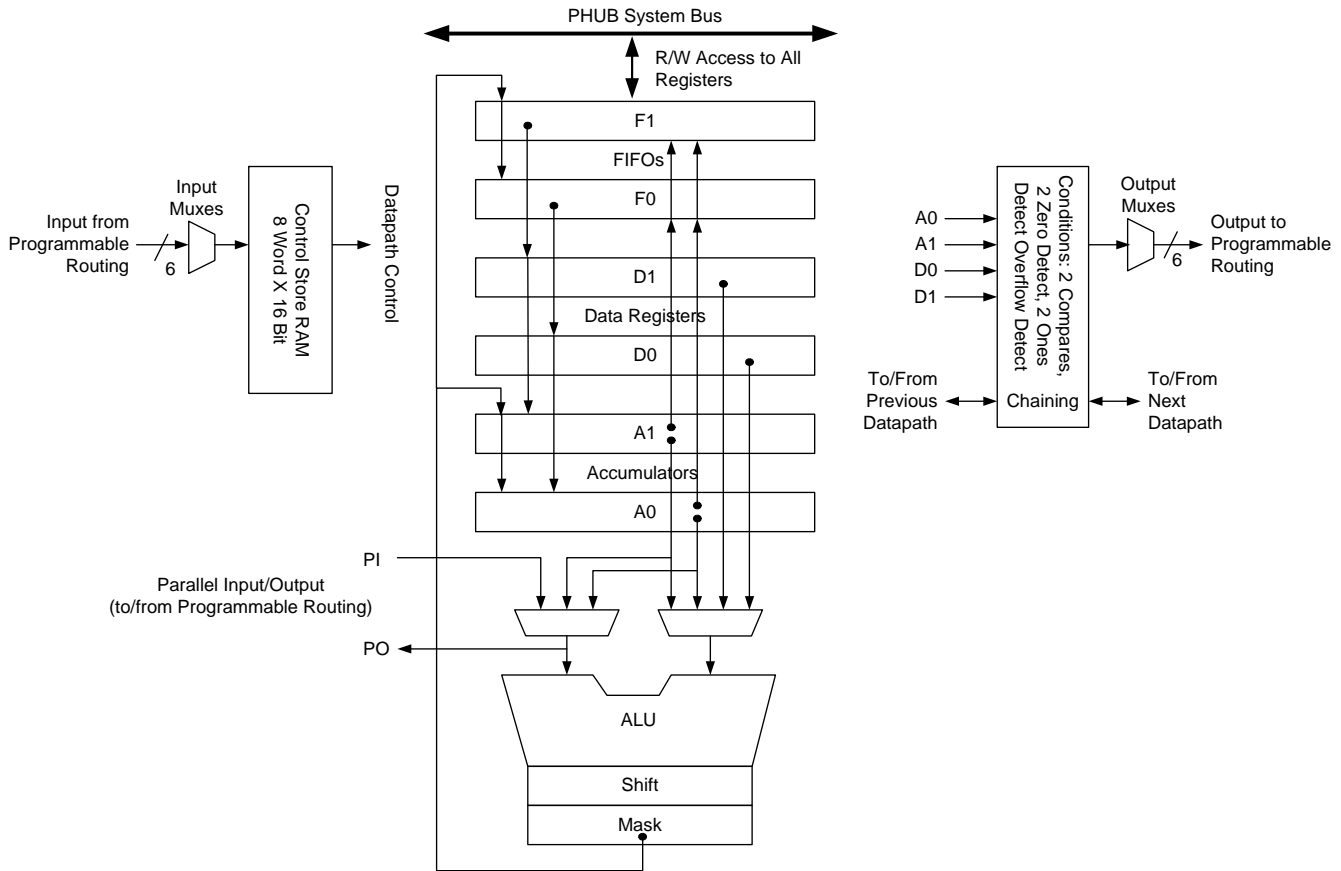 PHUB System Bus
R/W Access to All
Registers
F1
FIFOs
F0
D1
Data Registers
D0
A1
Accumulators
A0
Input from
Programmable
Routing
6
Input
Muxes
Control Store RAM
8 Word X 16 Bit
Datapath Control
A0
A1
D0
D1
Conditions: 2 Compares,
2 Zero Detect, 2 Ones
Detect Overflow Detect
Output
Muxes
6
Output to
Programmable
Routing
To/From
Previous
Datapath
Chaining
To/From
Next
Datapath
PI
Parallel Input/Output
(to/from Programmable Routing)
PO
ALU
Shift
Mask